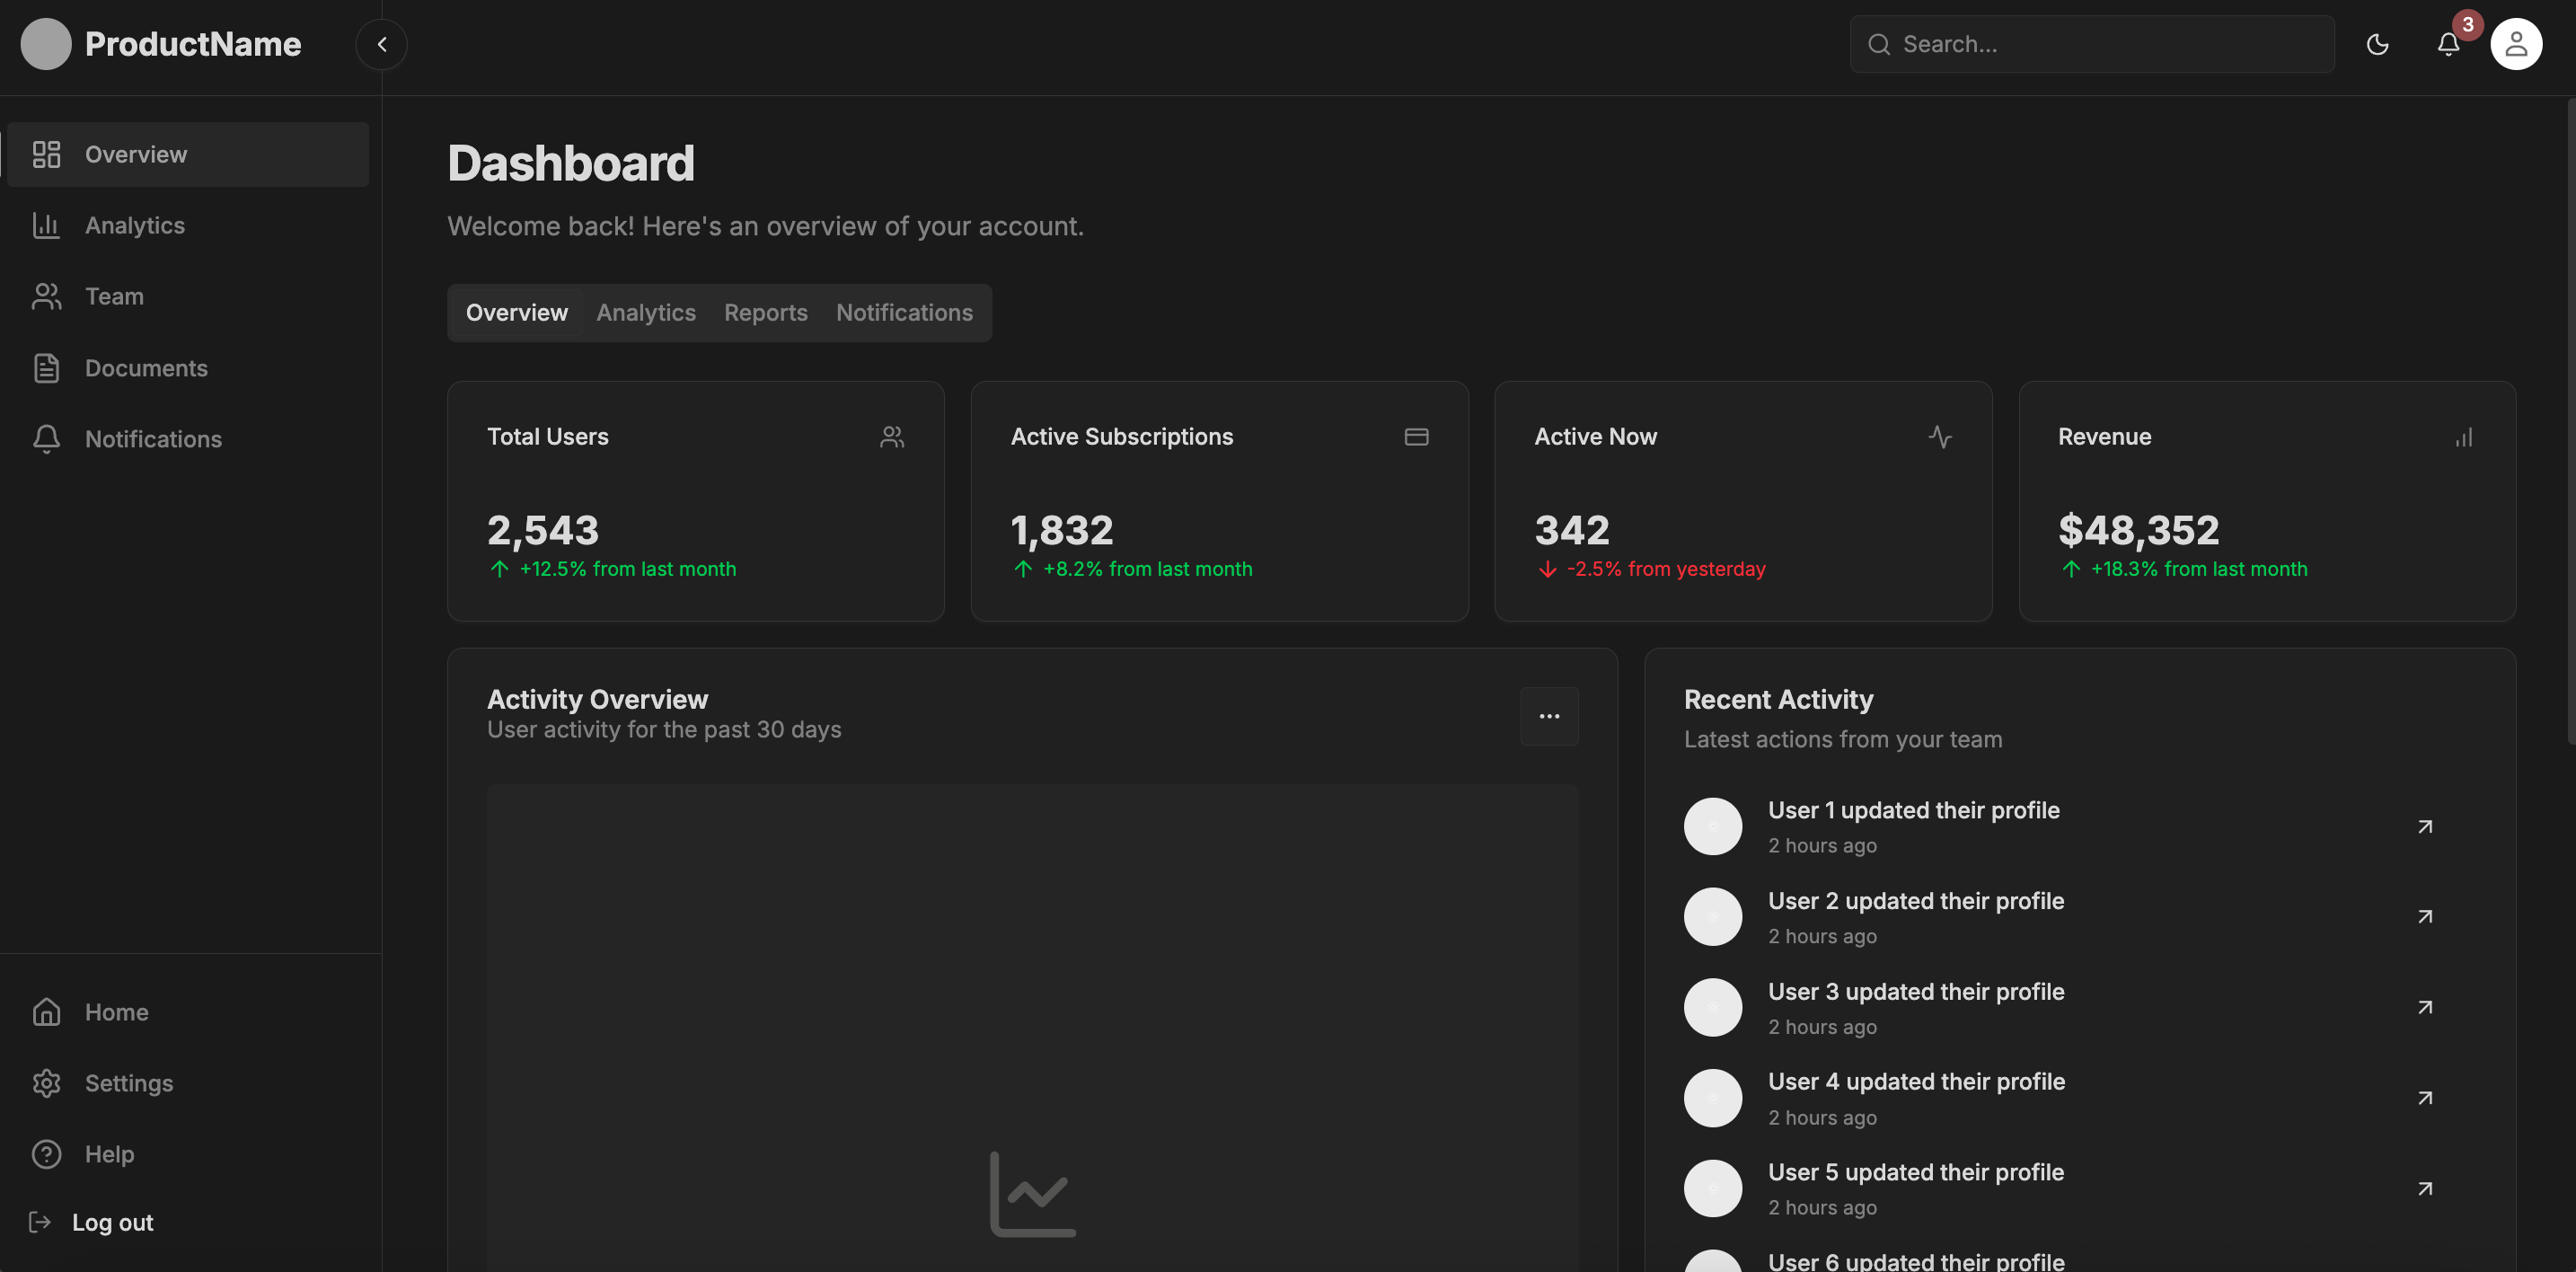 ProductName
Search...
3
Overview
Analytics
Team
Documents
Notifications
Home
Settings
Help
Log out
Dashboard
Welcome back! Here's an overview of your account.
Overview Analytics Reports Notifications
Total Users
2,543
+12.5% from last month
Active Subscriptions
1,832
+8.2% from last month
Active Now
342
-2.5% from yesterday
Revenue
$48,352
+18.3% from last month
Activity Overview
User activity for the past 30 days
Recent Activity
Latest actions from your team
User 1 updated their profile
2 hours ago
User 2 updated their profile
2 hours ago
User 3 updated their profile
2 hours ago
User 4 updated their profile
2 hours ago
User 5 updated their profile
2 hours ago
User 6 updated their profile